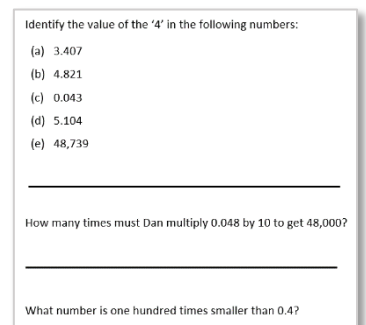 Identify the value of the ‘4’ in the following numbers:
(a) 3.407
(b) 4.821
(c) 0.043
(d) 5.104
(e) 48,739
How many times must Dan multiply 0.048 by 10 to get 48,000?
What number is one hundred times smaller than 0.4?